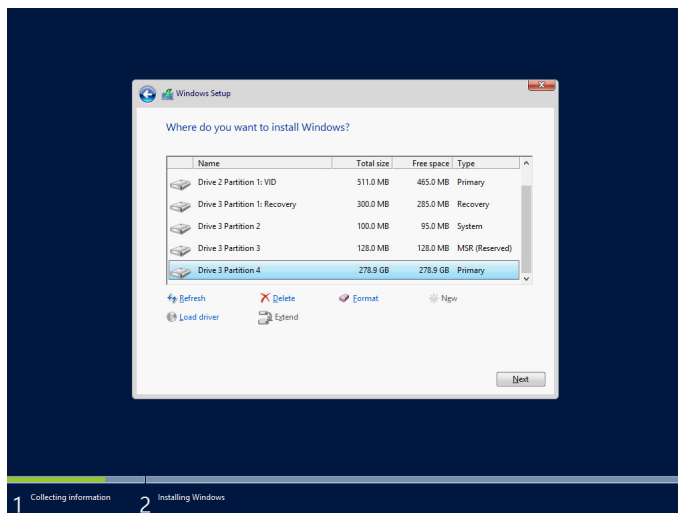 Windows Setup
Where do you want to install Windows?
Name Total size Free space Type
Drive 2 Partition 1: VID 511.0 MB 465.0 MB Primary
Drive 3 Partition 1: Recovery 300.0 MB 285.0 MB Recovery
Drive 3 Partition 2 100.0 MB 95.0 MB System
Drive 3 Partition 3 128.0 MB 128.0 MB MSR (Reserved)
Drive 3 Partition 4 278.9 GB 278.9 GB Primary
Refresh Delete Format New
Load driver Extend
Next
1 Collecting information 2 Installing Windows